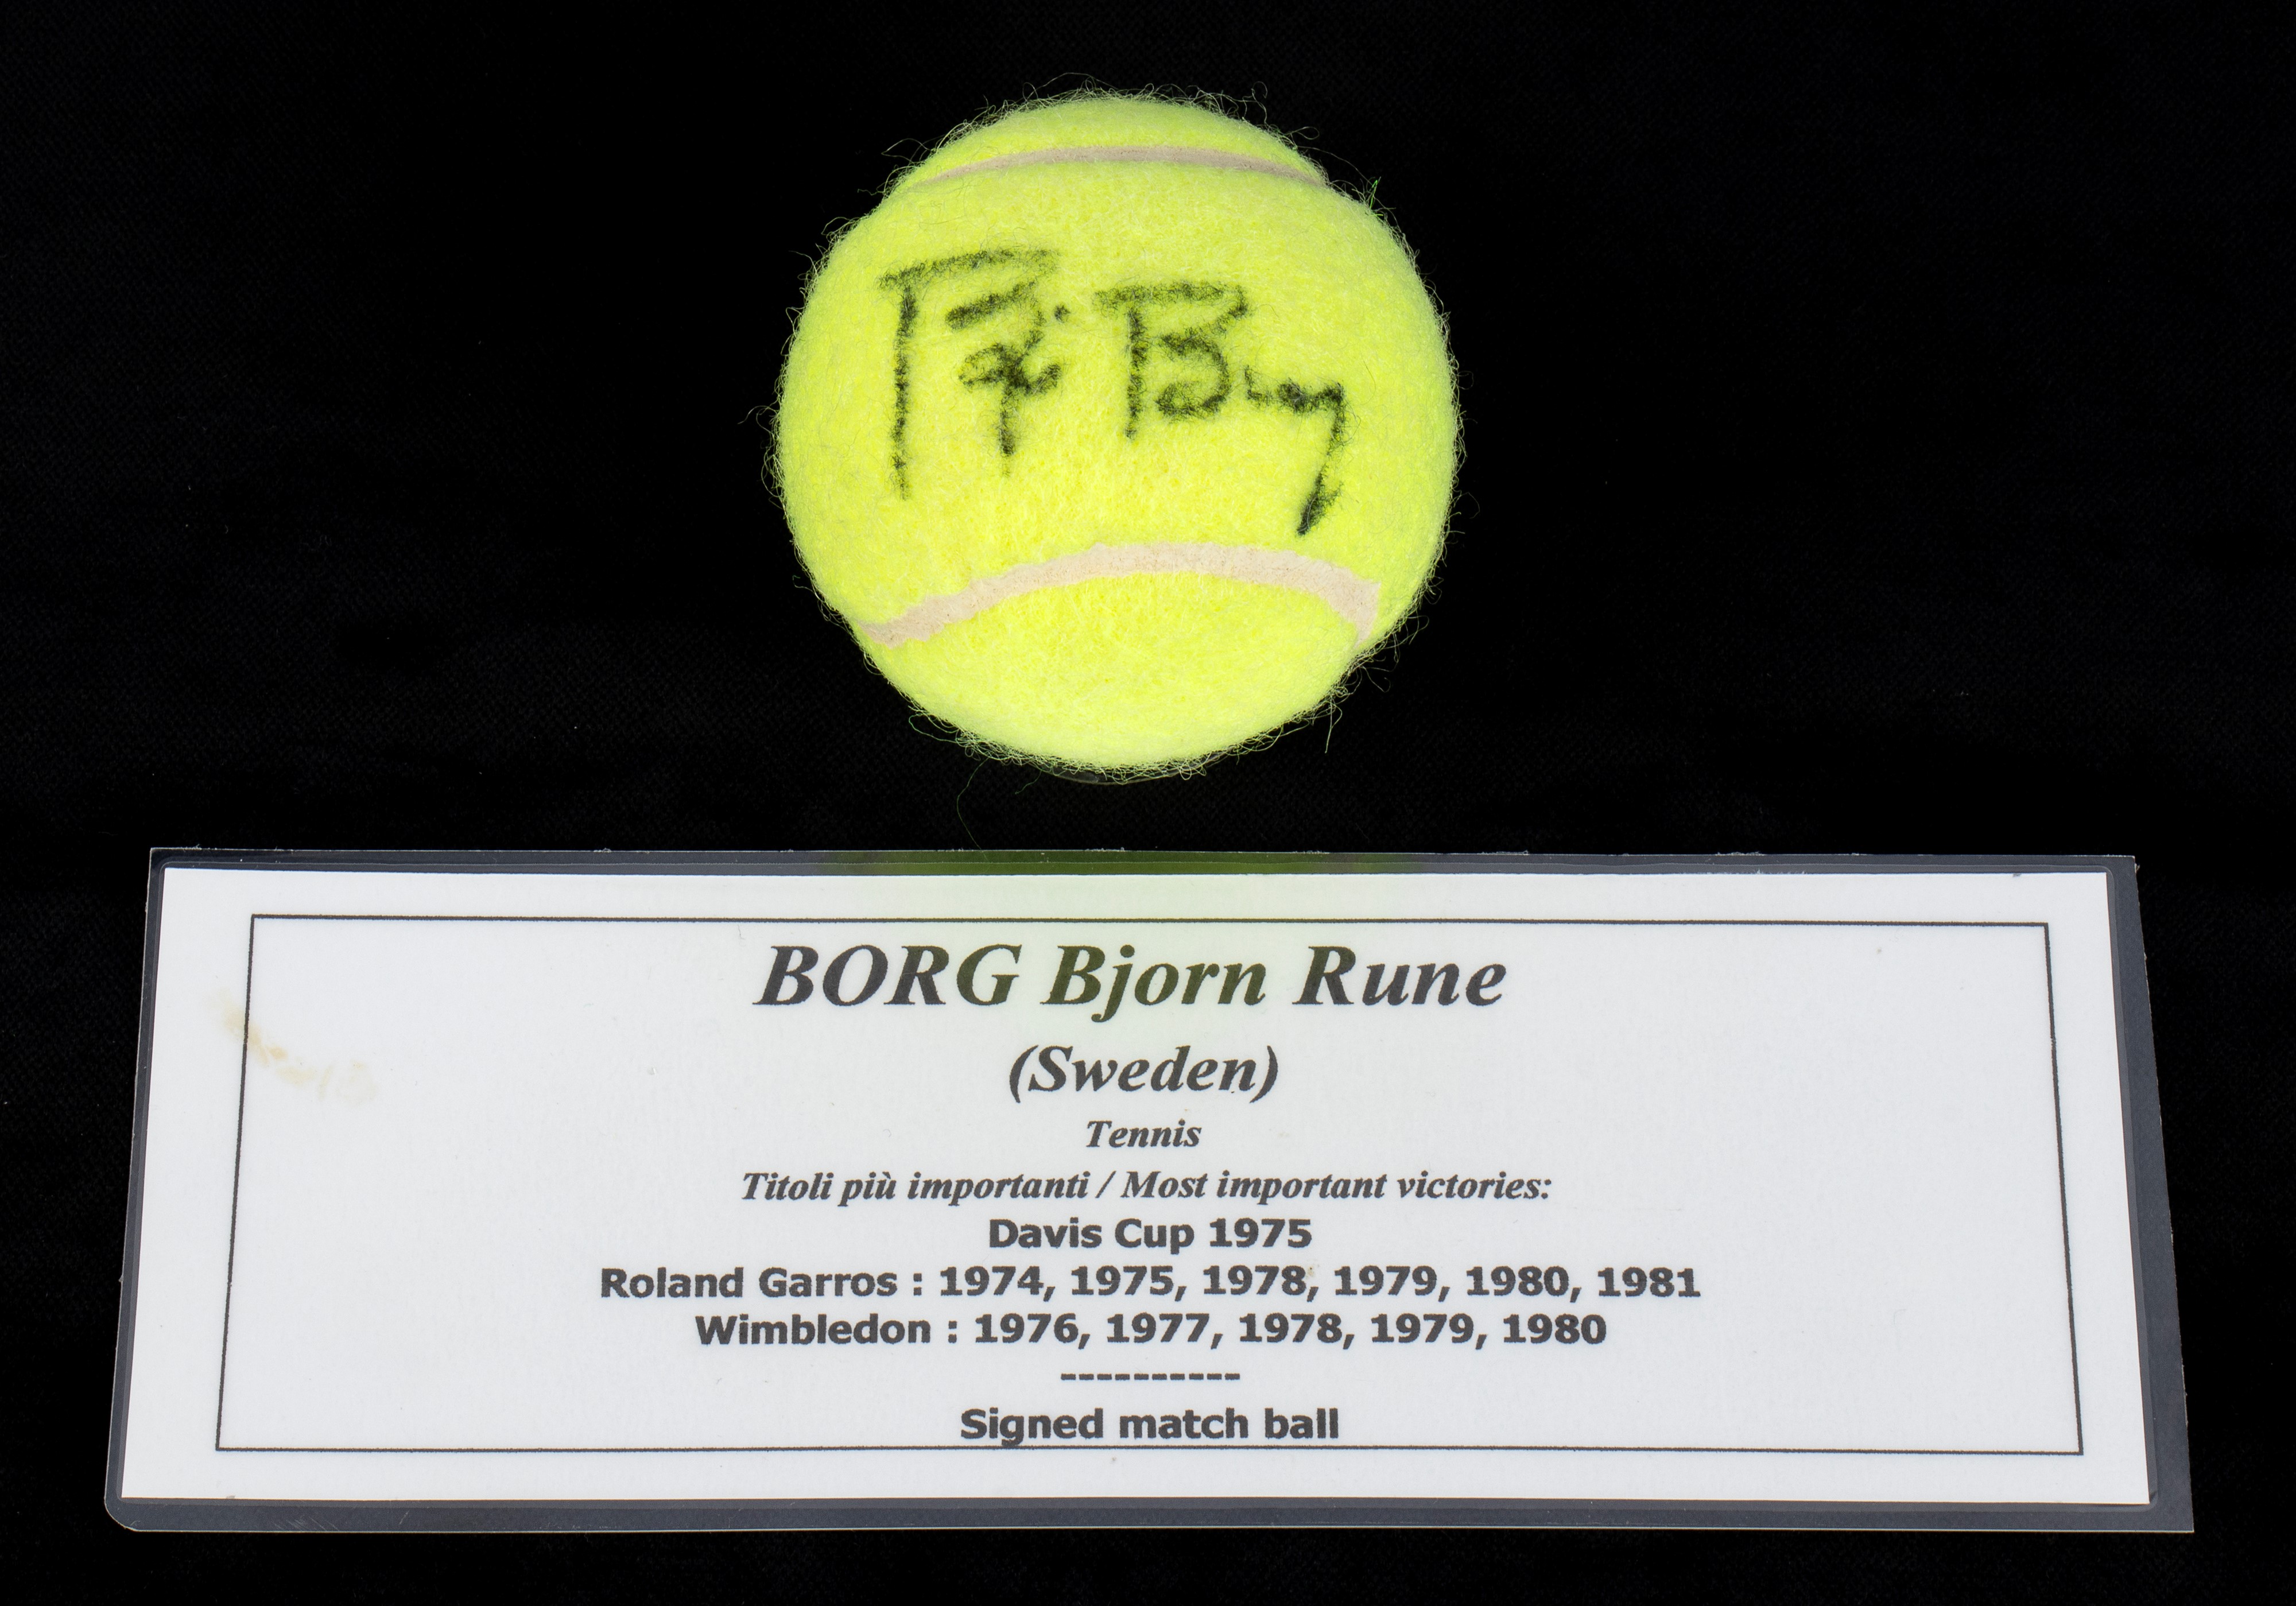 BORG Bjorn Rune
(Sweden)
Tennis
Titoli più importanti / Most important victories:
Davis Cup 1975
Roland Garros : 1974, 1975, 1978, 1979, 1980, 1981
Wimbledon : 1976, 1977, 1978, 1979, 1980
----------
Signed match ball